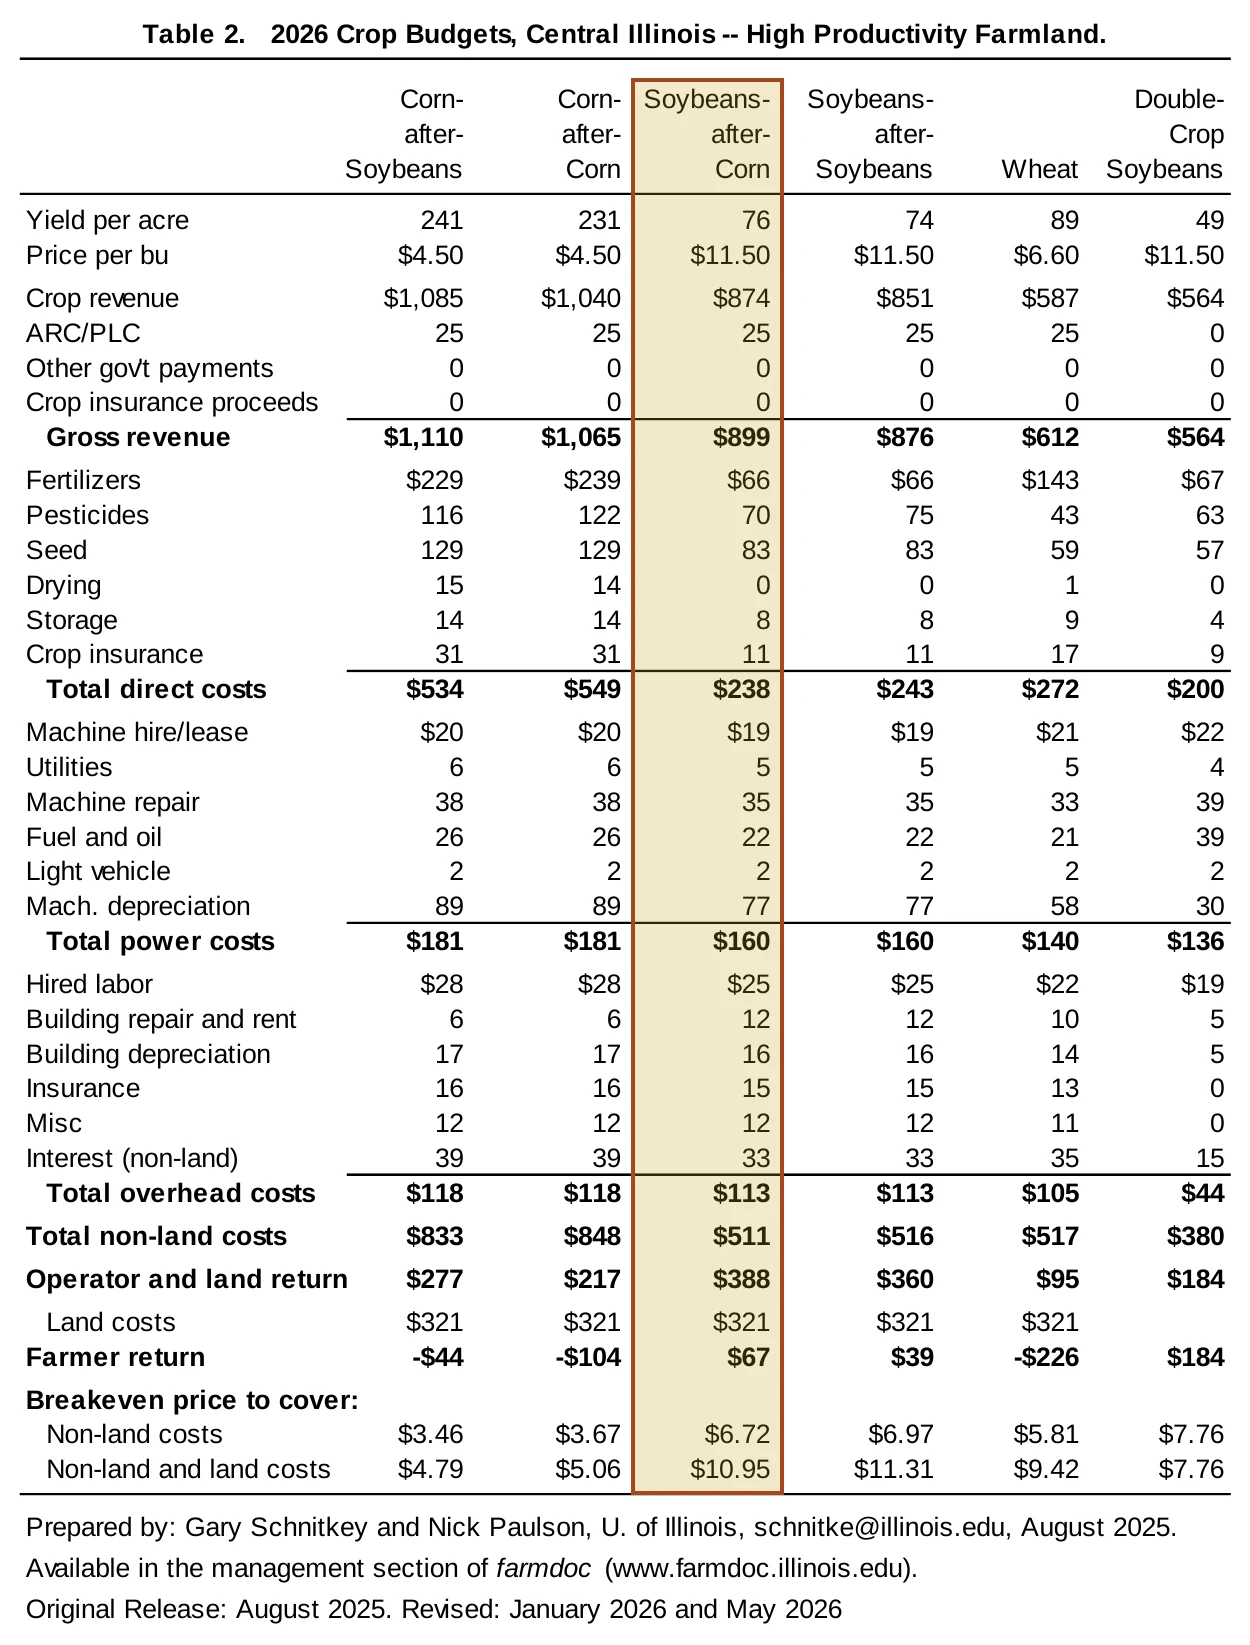 Table 2. 2026 Crop Budgets, Central Illinois -- High Productivity Farmland.
Corn- Corn- Soybeans- Soybeans- Double-
after- after- after- after- Crop
Soybeans Corn Corn Soybeans Wheat Soybeans
Yield per acre 241 231 76 74 89 49
Price per bu $4.50 $4.50 $11.50 $11.50 $6.60 $11.50
Crop revenue $1,085 $1,040 $874 $851 $587 $564
ARC/PLC 25 25 25 25 25 0
Other gov't payments 0 0 0 0 0 0
Crop insurance proceeds 0 0 0 0 0 0
Gross revenue $1,110 $1,065 $899 $876 $612 $564
Fertilizers $229 $239 $66 $66 $143 $67
Pesticides 116 122 70 75 43 63
Seed 129 129 83 83 59 57
Drying 15 14 0 0 1 0
Storage 14 14 8 8 9 4
Crop insurance 31 31 11 11 17 9
Total direct costs $534 $549 $238 $243 $272 $200
Machine hire/lease $20 $20 $19 $19 $21 $22
Utilities 6 6 5 5 5 4
Machine repair 38 38 35 35 33 39
Fuel and oil 26 26 22 22 21 39
Light vehicle 2 2 2 2 2 2
Mach. depreciation 89 89 77 77 58 30
Total power costs $181 $181 $160 $160 $140 $136
Hired labor $28 $28 $25 $25 $22 $19
Building repair and rent 6 6 12 12 10 5
Building depreciation 17 17 16 16 14 5
Insurance 16 16 15 15 13 0
Misc 12 12 12 12 11 0
Interest (non-land) 39 39 33 33 35 15
Total overhead costs $118 $118 $113 $113 $105 $44
Total non-land costs $833 $848 $511 $516 $517 $380
Operator and land return $277 $217 $388 $360 $95 $184
Land costs $321 $321 $321 $321 $321
Farmer return -$44 -$104 $67 $39 -$226 $184
Breakeven price to cover:
Non-land costs $3.46 $3.67 $6.72 $6.97 $5.81 $7.76
Non-land and land costs $4.79 $5.06 $10.95 $11.31 $9.42 $7.76
Prepared by: Gary Schnitkey and Nick Paulson, U. of Illinois, schnitke@illinois.edu, August 2025.
Available in the management section of farmdoc (www.farmdoc.illinois.edu).
Original Release: August 2025. Revised: January 2026 and May 2026